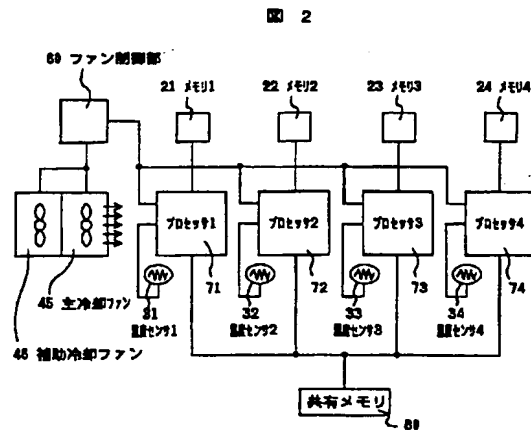 図 2
60 ファン制御部
21 メモリ1
22 メモリ2
23 メモリ3
24 メモリ4
プロセッサ1
プロセッサ2
プロセッサ3
プロセッサ4
71
72
73
74
45 主冷却ファン
46 補助冷却ファン
31
温度センサ1
32
温度センサ2
33
温度センサ3
34
温度センサ4
共有メモリ
80